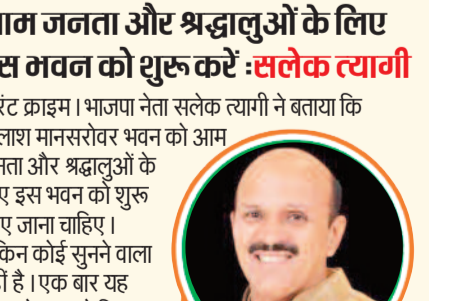 ाम जनता और श्रद्धालुओं के लिए
स भवन को शुरू करें :सलेक त्यागी
रंट क्राइम। भाजपा नेता सलेक त्यागी ने बताया कि
लाश मानसरोवर भवन को आम
नता और श्रद्धालुओं के
ए इस भवन को शुरू
ए जाना चाहिए।
किन कोई सुनने वाला
ीं है। एक बार यह